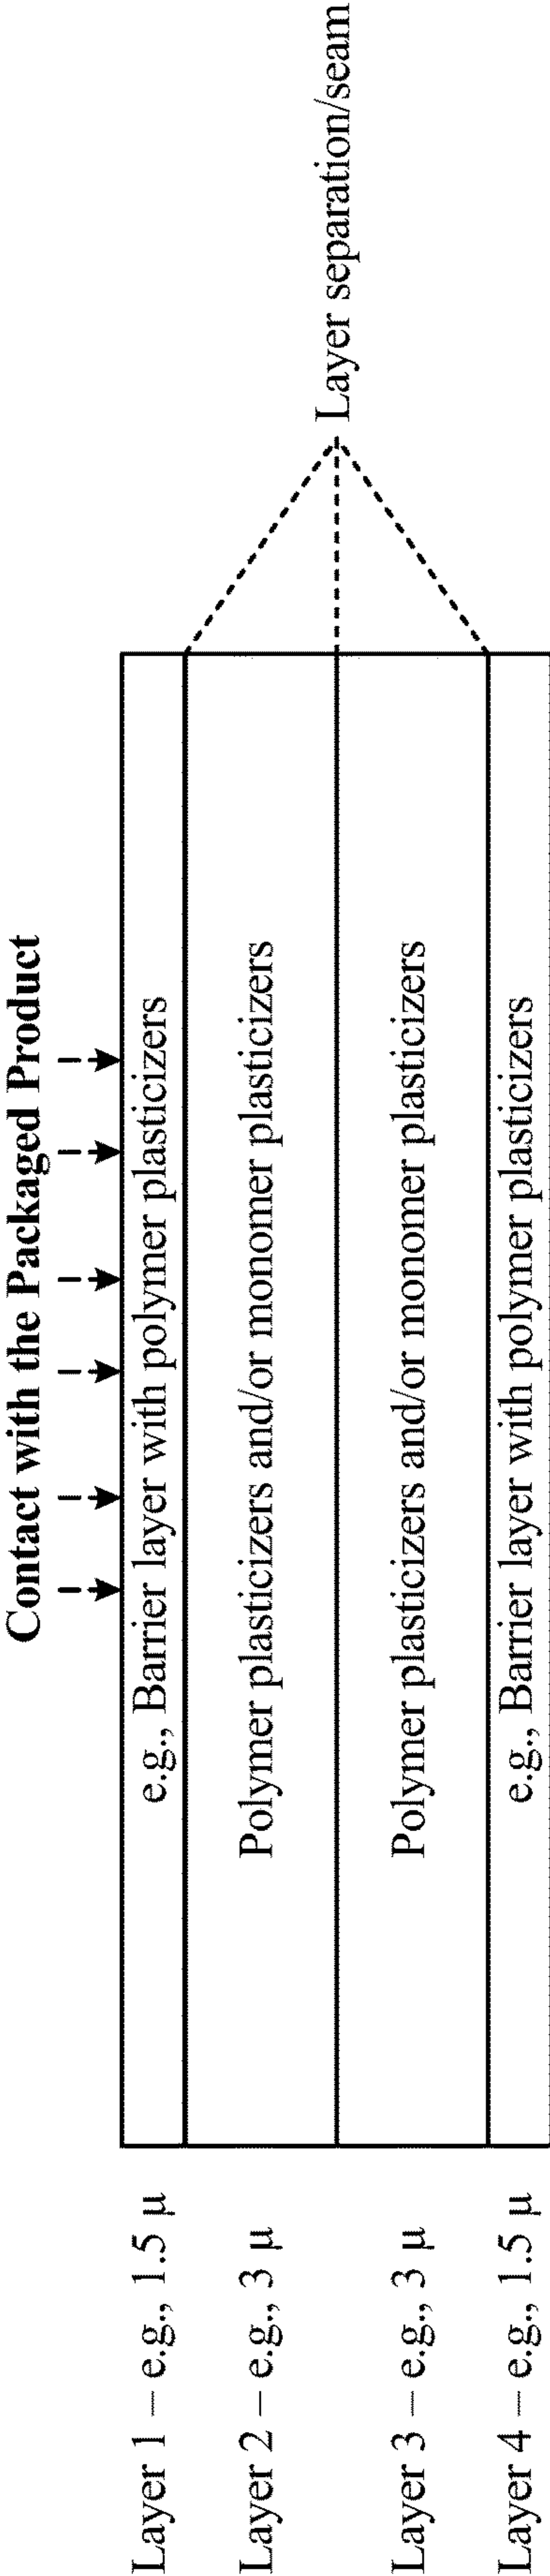 Contact with the Packaged Product
Layer 1 – e.g., 1.5 μ
e.g., Barrier layer with polymer plasticizers
Layer 2 – e.g., 3 μ
Polymer plasticizers and/or monomer plasticizers
Layer separation/seam
Layer 3 – e.g., 3 μ
Polymer plasticizers and/or monomer plasticizers
Layer 4 – e.g., 1.5 μ
e.g., Barrier layer with polymer plasticizers